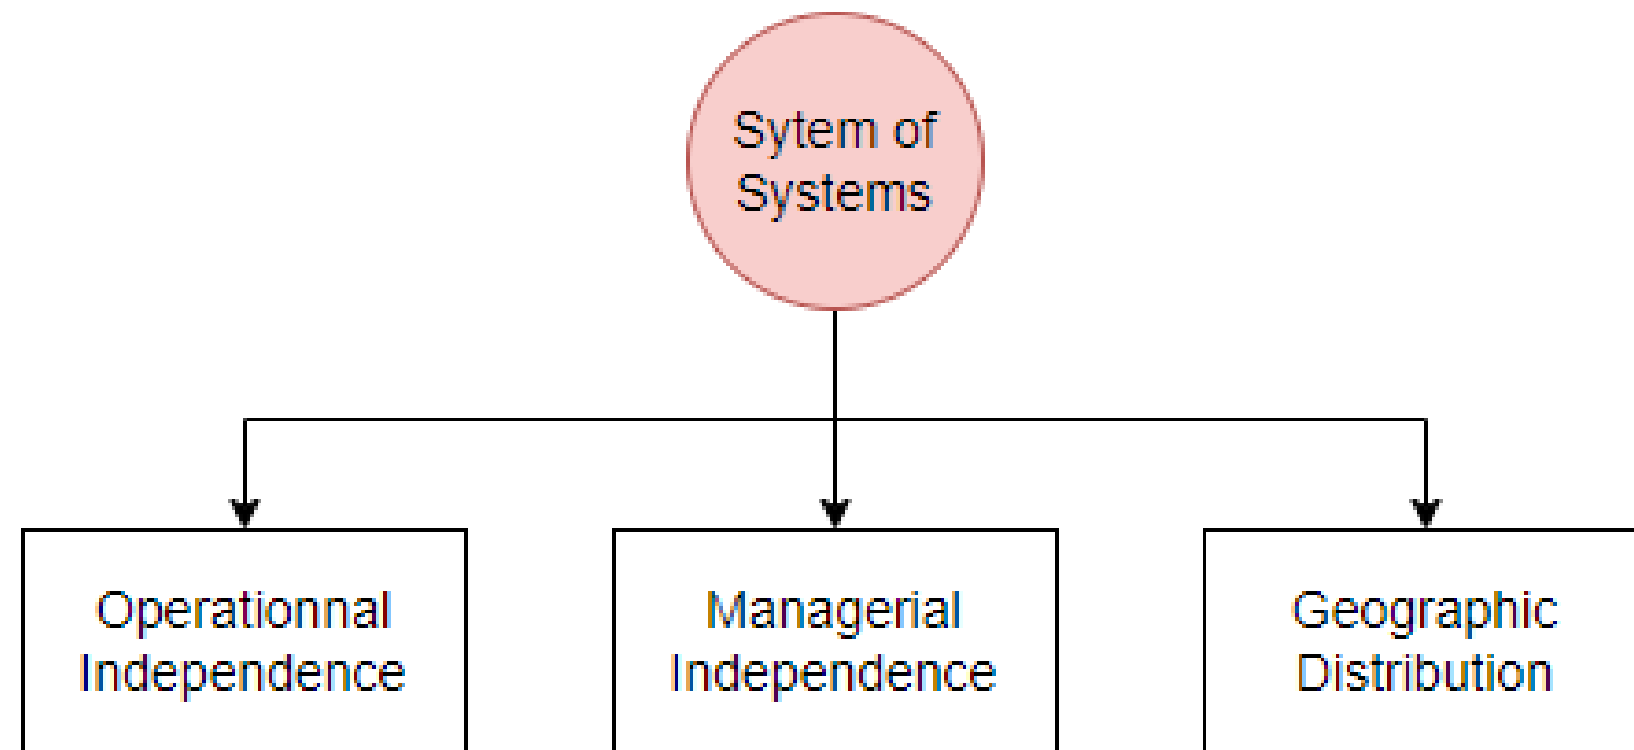 Sytem of
Systems
Operationnal
Independence
Managerial
Independence
Geographic
Distribution